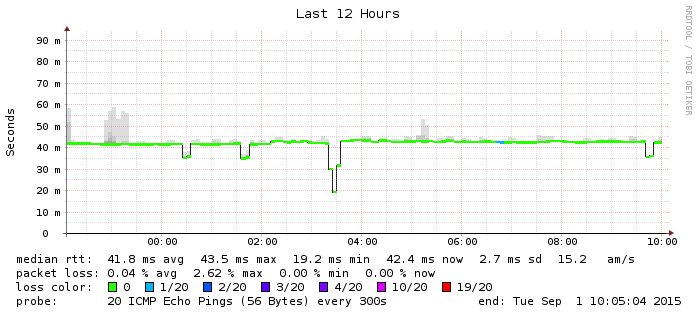 Last 12 Hours
RRDTOOL / TOBI OETIKER
Seconds
90 m
80 m
70 m
60 m
50 m
40 m
30 m
20 m
10 m
0
00:00 02:00 04:00 06:00 08:00 10:00
median rtt: 41.8 ms avg 43.5 ms max 19.2 ms min 42.4 ms now 2.7 ms sd 15.2 am/s
packet loss: 0.04 % avg 2.62 % max 0.00 % min 0.00 % now
loss color: 0 1/20 2/20 3/20 4/20 10/20 19/20
probe: 20 ICMP Echo Pings (56 Bytes) every 300s end: Tue Sep 1 10:05:04 2015